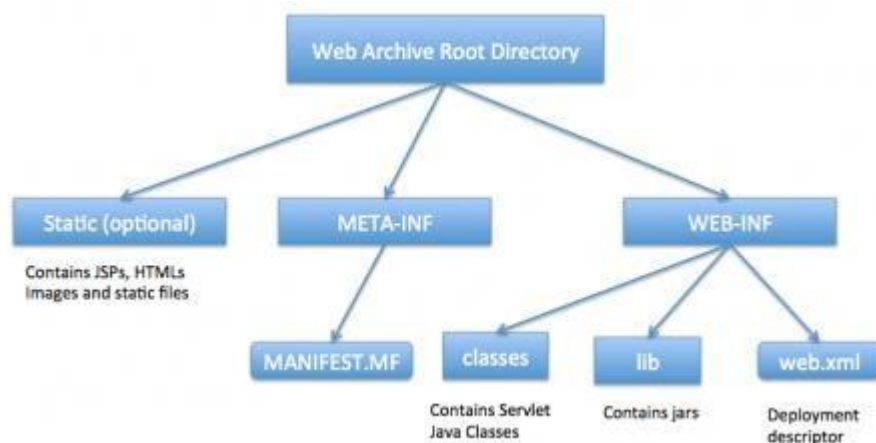 Web Archive Root Directory
Static (optional)
META-INF
WEB-INF
Contains JSPs, HTMLs
Images and static files
MANIFEST.MF
classes
lib
web.xml
Contains Servlet
Java Classes
Contains jars
Deployment
descriptor